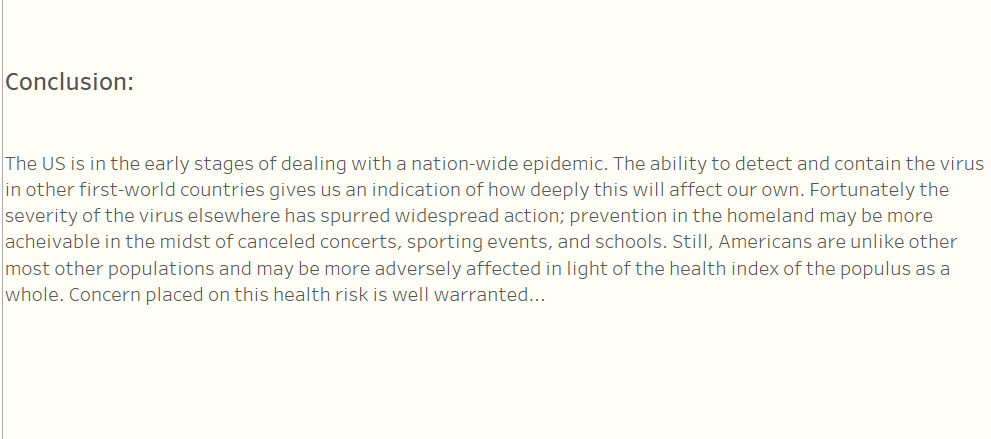 Conclusion:
The US is in the early stages of dealing with a nation-wide epidemic. The ability to detect and contain the virus
in other first-world countries gives us an indication of how deeply this will affect our own. Fortunately the
severity of the virus elsewhere has spurred widespread action; prevention in the homeland may be more
acheivable in the midst of canceled concerts, sporting events, and schools. Still, Americans are unlike other
most other populations and may be more adversely affected in light of the health index of the populus as a
whole. Concern placed on this health risk is well warranted...